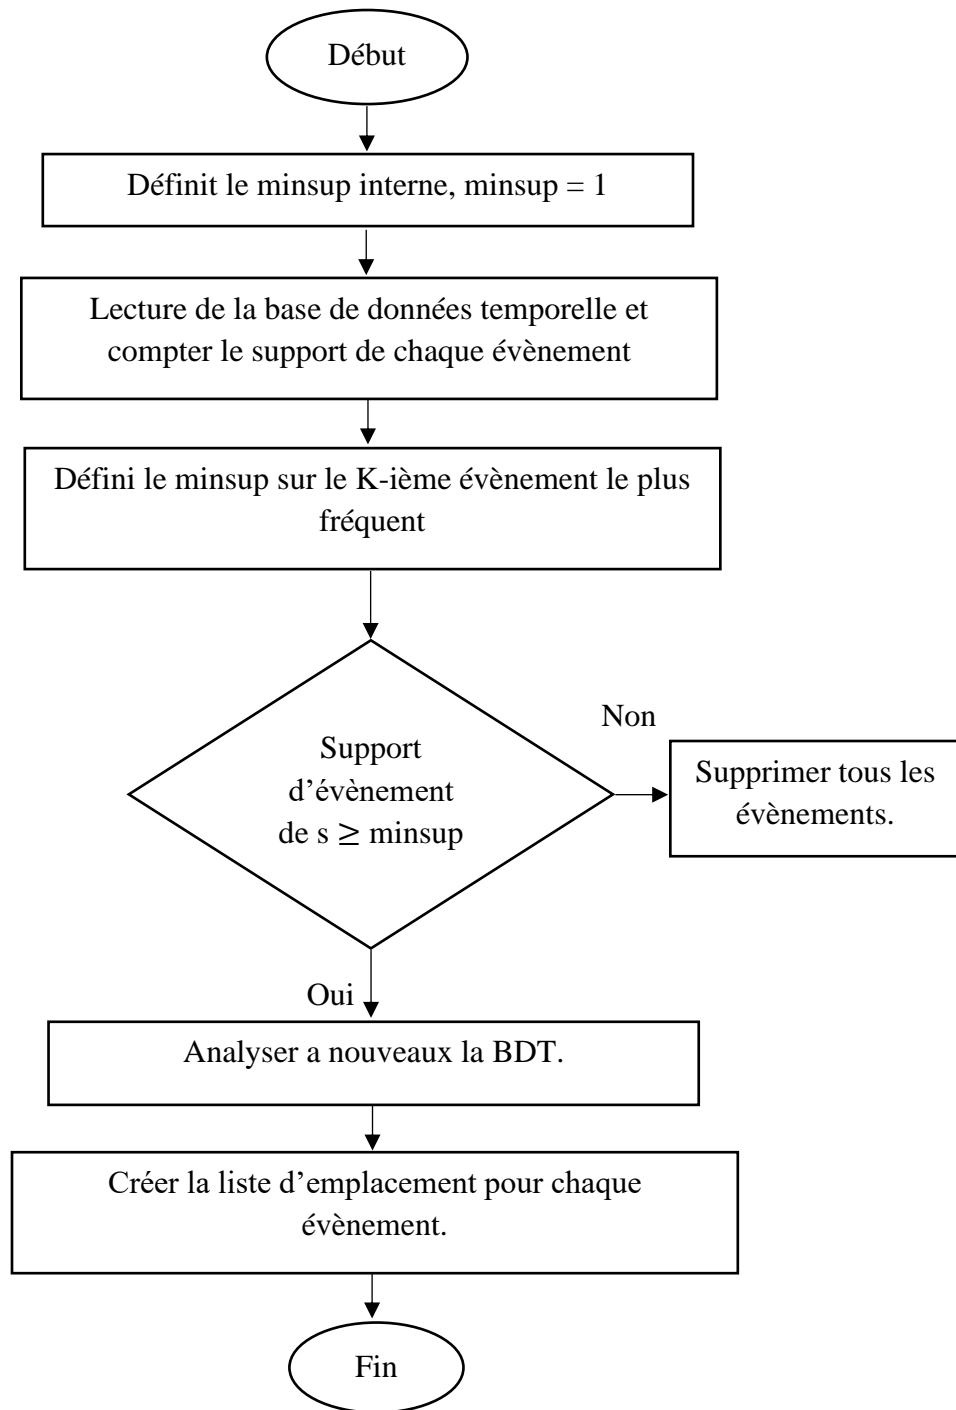 Début
Définit le minsup interne, minsup = 1
Lecture de la base de données temporelle et
compter le support de chaque évènement
Défini le minsup sur le K-ième évènement le plus
fréquent
Support
d’évènement
de s ≥ minsup
Non
Supprimer tous les
évènements.
Oui
Analyser a nouveaux la BDT.
Créer la liste d’emplacement pour chaque
évènement.
Fin